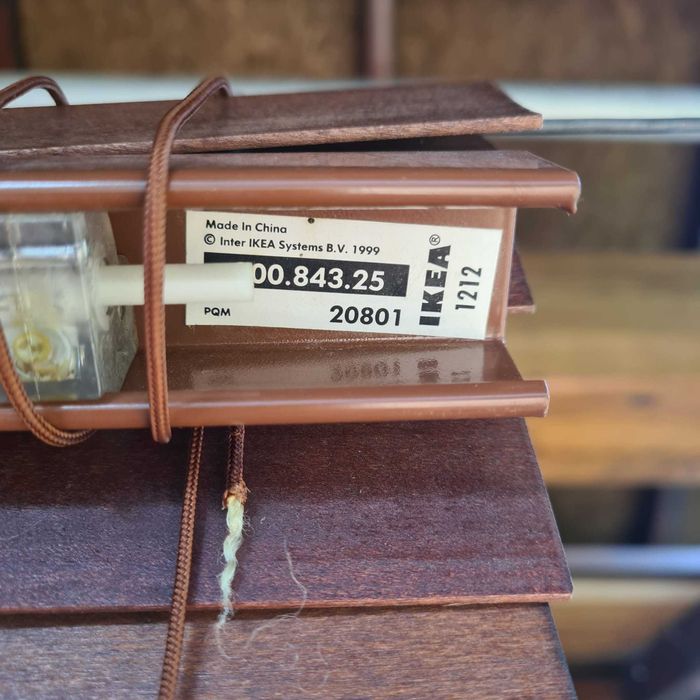 Made In China
© Inter IKEA Systems B.V. 1999
00.843.25
PQM
20801
IKEA®
1212